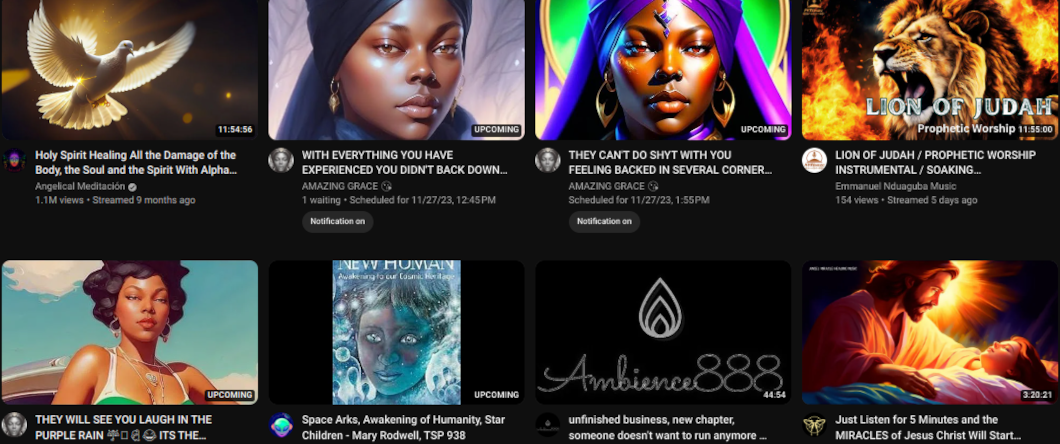 11:54:56
UPCOMING
UPCOMING
LION OF JUDAH
Prophetic Worship 11:55:00
Holy Spirit Healing All the Damage of the
Body, the Soul and the Spirit With Alpha...
Angelical Meditación
1.1M views • Streamed 9 months ago
WITH EVERYTHING YOU HAVE
EXPERIENCED YOU DIDN'T BACK DOWN...
AMAZING GRACE
1 waiting • Scheduled for 11/27/23, 12:45PM
Notification on
THEY CAN'T DO SHYT WITH YOU
FEELING BACKED IN SEVERAL CORNER...
AMAZING GRACE
Scheduled for 11/27/23, 1:55PM
Notification on
LION OF JUDAH / PROPHETIC WORSHIP
INSTRUMENTAL / SOAKING...
Emmanuel Nduaguba Music
154 views • Streamed 5 days ago
UPCOMING
NEW HUMAN
Awakening to our Cosmic Heritage
UPCOMING
Ambience888
44:54
3:20:21
THEY WILL SEE YOU LAUGH IN THE
PURPLE RAIN ITS THE...
Space Arks, Awakening of Humanity, Star
Children - Mary Rodwell, TSP 938
unfinished business, new chapter,
someone doesn't want to run anymore ...
Just Listen for 5 Minutes and the
MIRACLES of Jesus Christ Will Start...